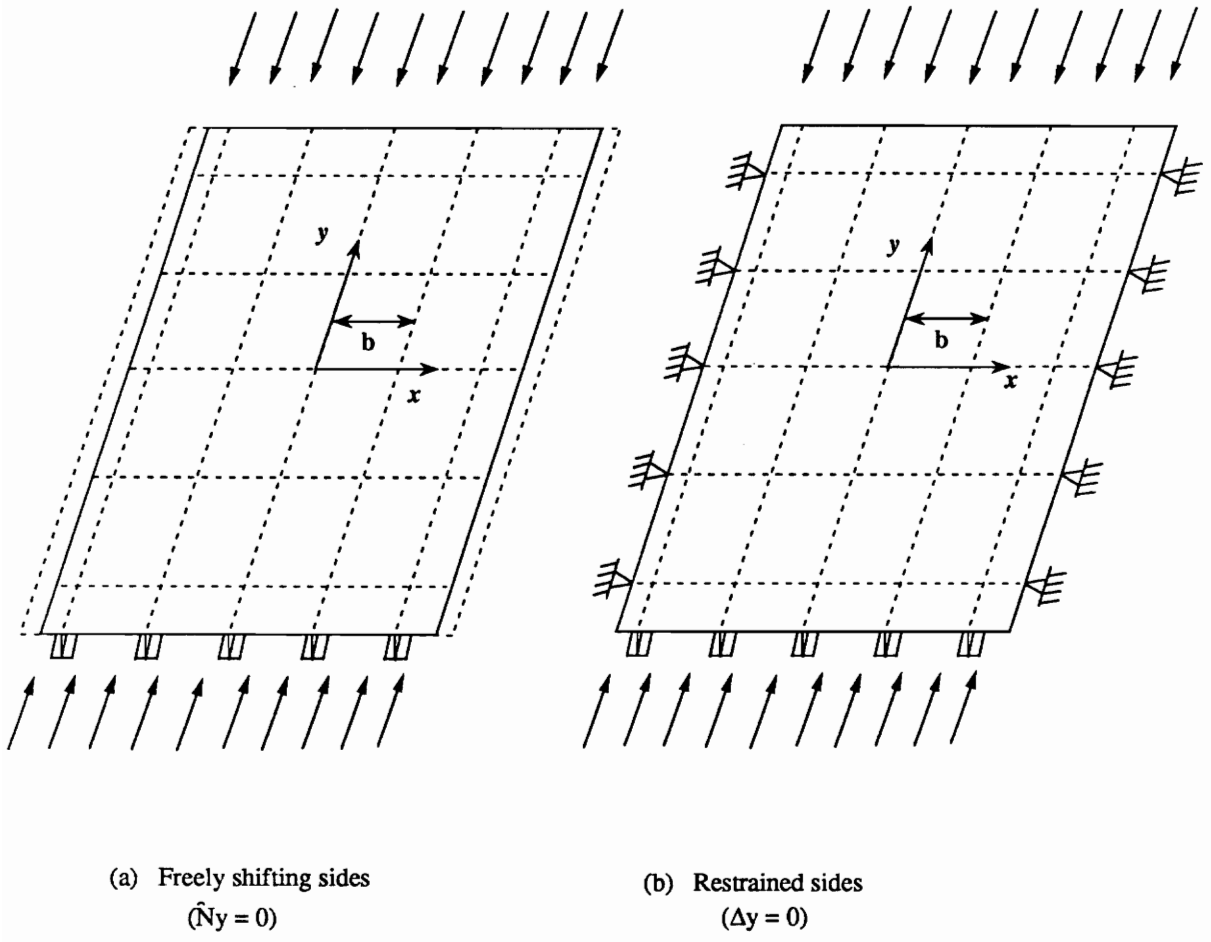 y
y
b
b
x
x
(a) Freely shifting sides
(N̂y = 0)
(b) Restrained sides
(Δy = 0)